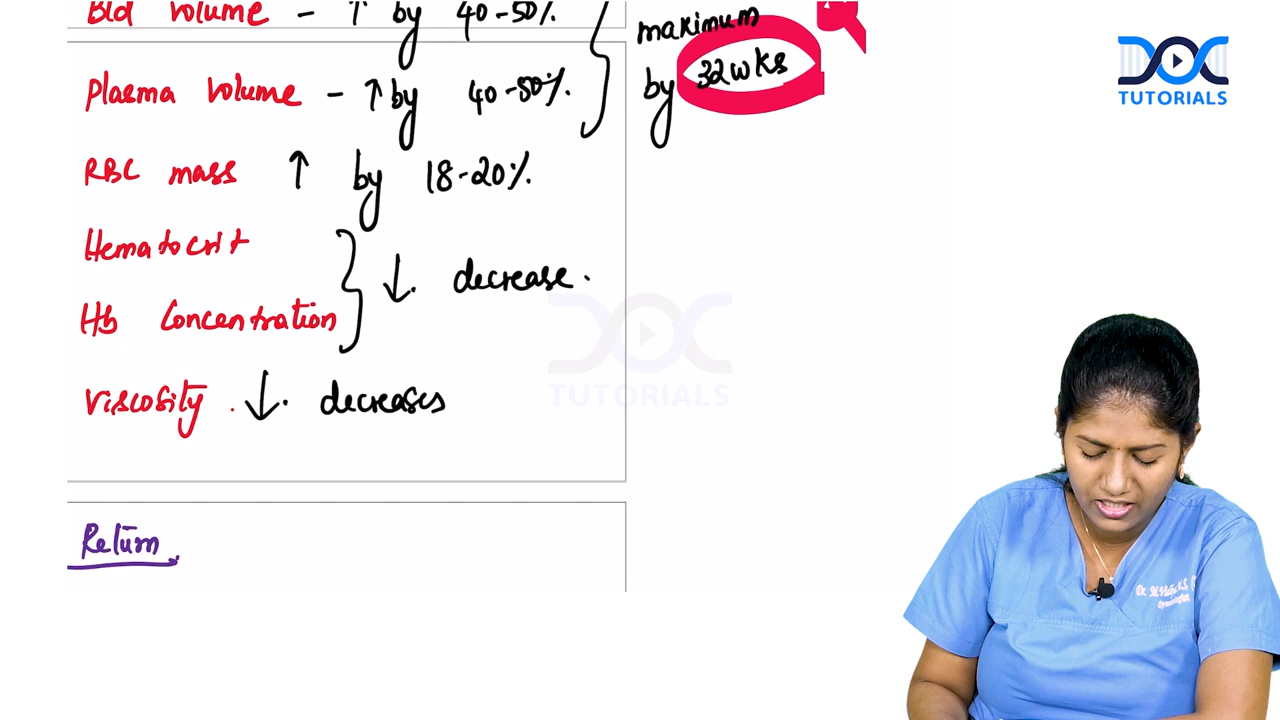 Bld volume - ↑ by 40-50%
maximum
by 32wks
Plasma volume - ↑ by 40-50%.
RBC mass ↑ by 18-20%.
Hematocrit
↓. decrease.
Hb Concentration
Viscosity. ↓. decreases
Return.
TUTORIALS
TUTORIALS